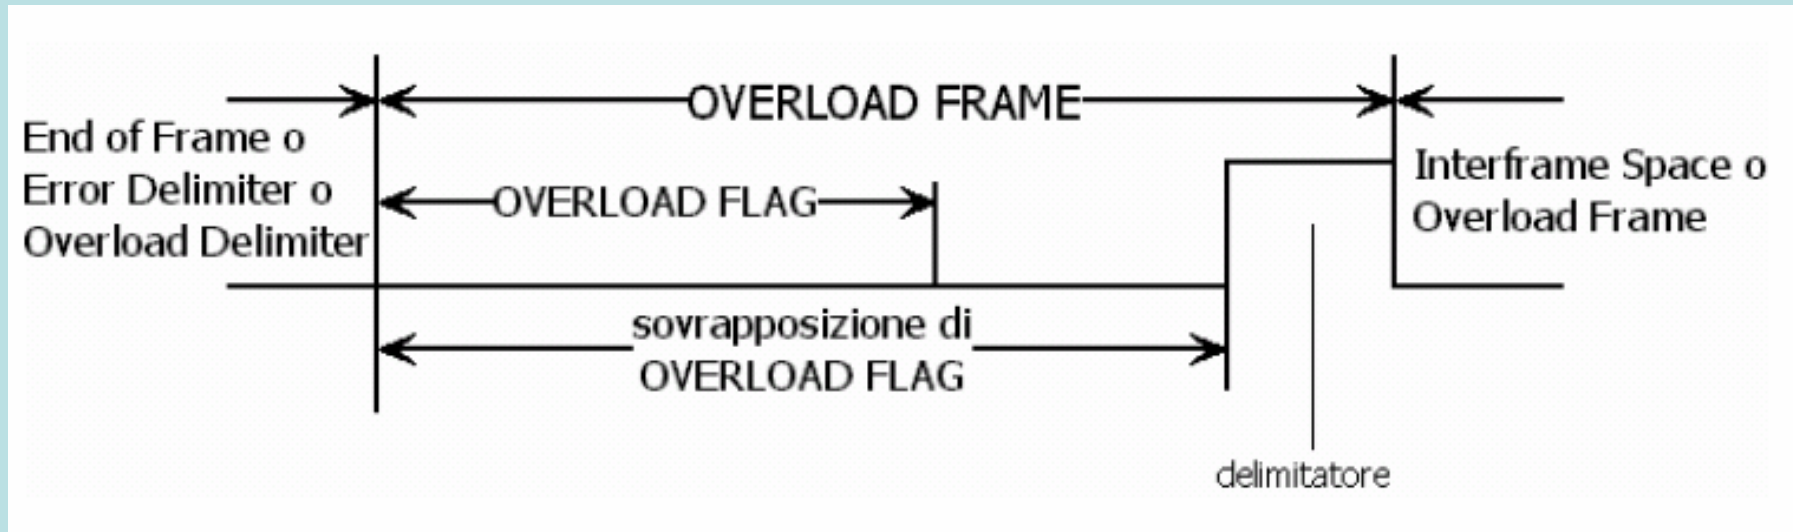 OVERLOAD FRAME
End of Frame o
Error Delimiter o
Overload Delimiter
OVERLOAD FLAG
Interframe Space o
Overload Frame
sovrapposizione di
OVERLOAD FLAG
delimitatore